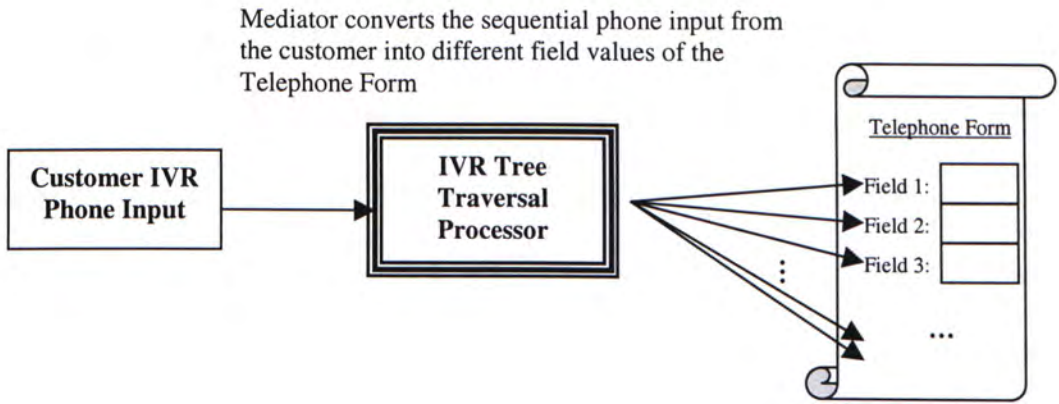 Mediator converts the sequential phone input from
the customer into different field values of the
Telephone Form
Customer IVR
Phone Input
IVR Tree
Traversal
Processor
Telephone Form
Field 1:
Field 2:
Field 3:
...
...